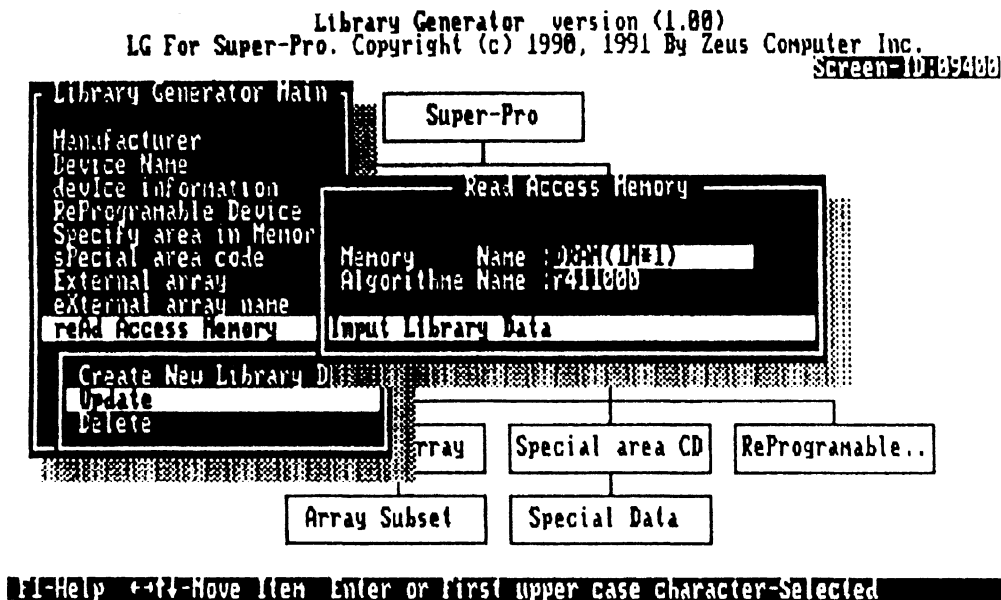 Library Generator version (1.00)
LG For Super-Pro. Copyright (c) 1990, 1991 By Zeus Computer Inc.
Screen-ID:09400
Library Generator Main
Manufacturer
Device Name
devIce information
ReProgramable Device
Specify area in Memor
sPecial area code
External array
eXternal array name
reAd Access Memory
Create New Library D
Update
Delete
Super-Pro
Read Access Memory
Memory Name :DRAM(1M*1)
Algorithme Name :r411000
Input Library Data
rray
Special area CD
ReProgramable..
Array Subset
Special Data
F1-Help ←→↑↓-Move Item Enter or First upper case character-Selected